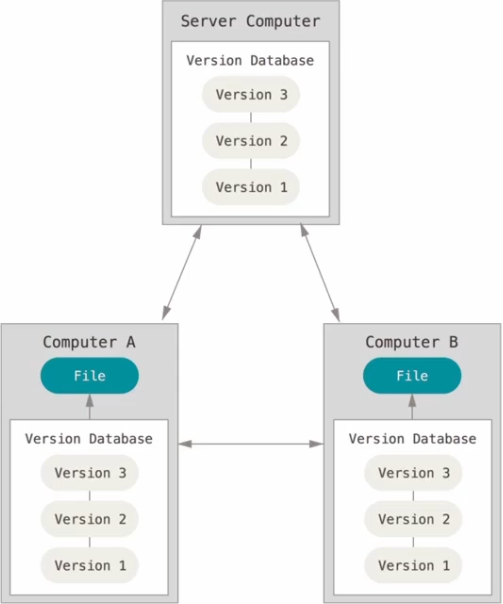 Server Computer
Version Database
Version 3
Version 2
Version 1
Computer A
File
Version Database
Version 3
Version 2
Version 1
Computer B
File
Version Database
Version 3
Version 2
Version 1